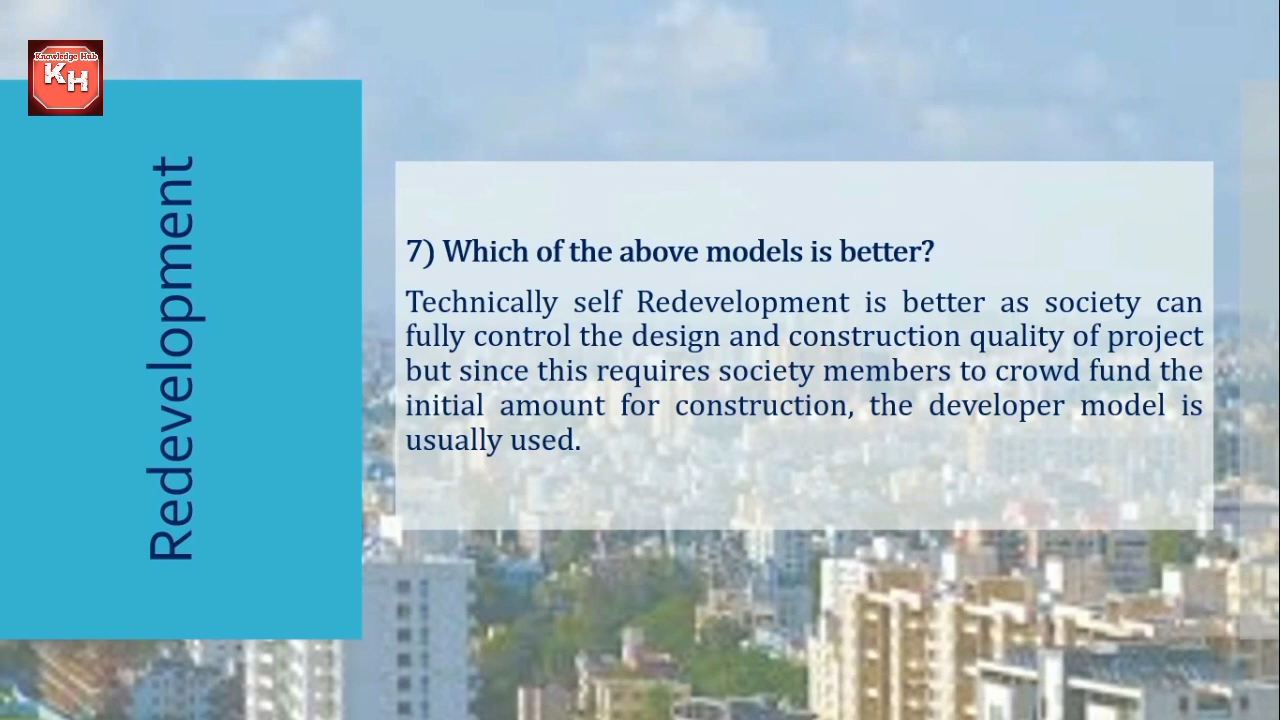 Knowledge Hub
KH
Redevelopment
7) Which of the above models is better?
Technically self Redevelopment is better as society can
fully control the design and construction quality of project
but since this requires society members to crowd fund the
initial amount for construction, the developer model is
usually used.